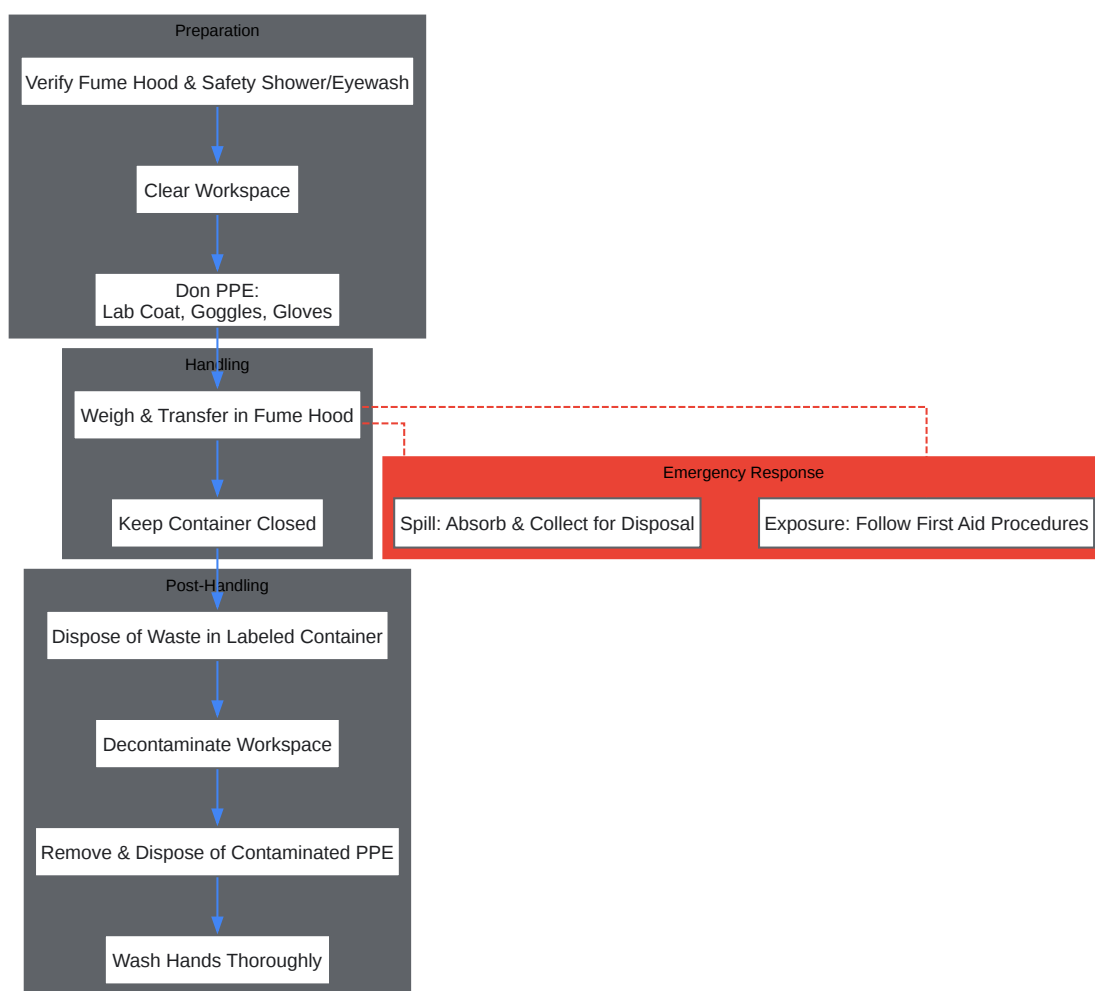 Preparation
Verify Fume Hood & Safety Shower/Eyewash
Clear Workspace
Don PPE:
Lab Coat, Goggles, Gloves
Handling
Weigh & Transfer in Fume Hood
Keep Container Closed
Emergency Response
Spill: Absorb & Collect for Disposal
Exposure: Follow First Aid Procedures
Post-Handling
Dispose of Waste in Labeled Container
Decontaminate Workspace
Remove & Dispose of Contaminated PPE
Wash Hands Thoroughly